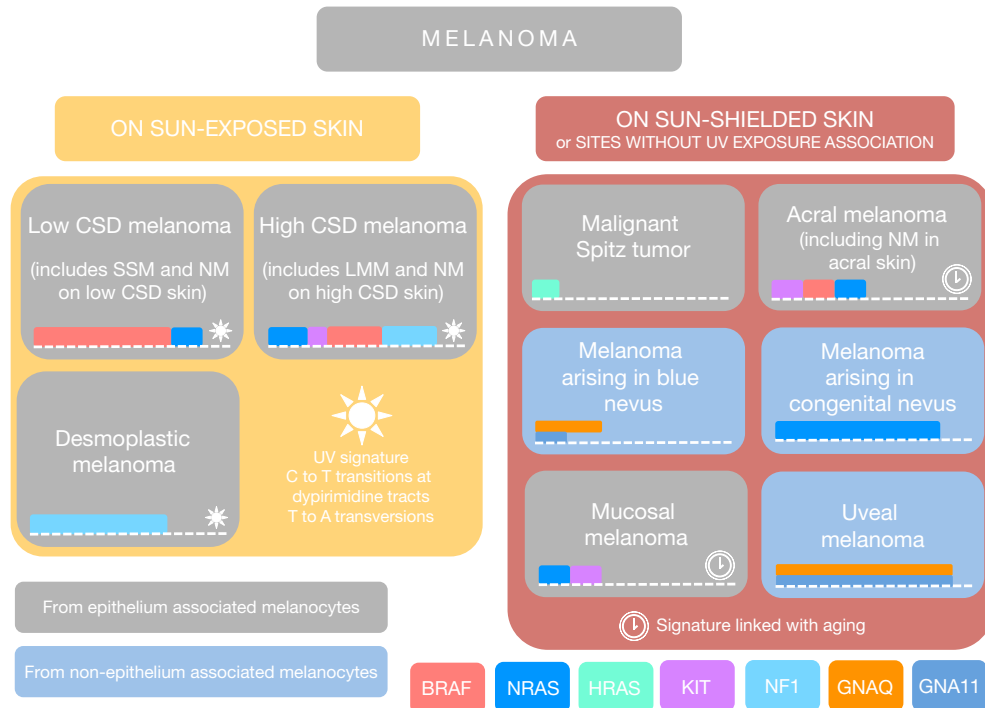 MELANOMA
ON SUN-EXPOSED SKIN
Low CSD melanoma
(includes SSM and NM
on low CSD skin)
High CSD melanoma
(includes LMM and NM
on high CSD skin)
Desmoplastic
melanoma
UV signature
C to T transitions at
dypirimidine tracts
T to A transversions
ON SUN-SHIELDED SKIN
or SITES WITHOUT UV EXPOSURE ASSOCIATION
Malignant
Spitz tumor
Acral melanoma
(including NM in
acral skin)
Melanoma
arising in blue
nevus
Melanoma
arising in
congenital nevus
Mucosal
melanoma
Uveal
melanoma
Signature linked with aging
From epithelium associated melanocytes
From non-epithelium associated melanocytes
BRAF
NRAS
HRAS
KIT
NF1
GNAQ
GNA11